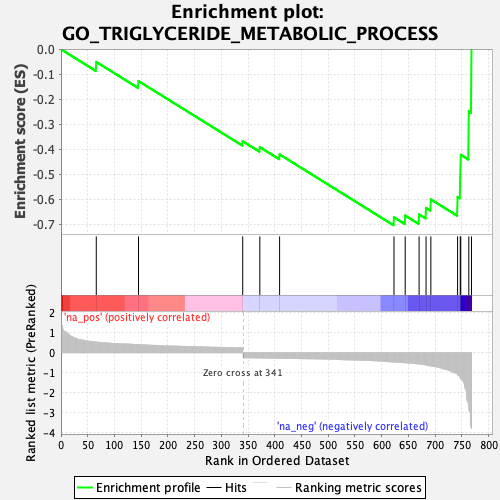 Enrichment plot:
GO_TRIGLYCERIDE_METABOLIC_PROCESS
Enrichment score (ES)
0.0
-0.1
-0.2
-0.3
-0.4
-0.5
-0.6
-0.7
Ranked list metric (PreRanked)
2
1
0
-1
-2
-3
-4
'na_pos' (positively correlated)
Zero cross at 341
'na_neg' (negatively correlated)
0 50 100 150 200 250 300 350 400 450 500 550 600 650 700 750 800
Rank in Ordered Dataset
Enrichment profile Hits Ranking metric scores